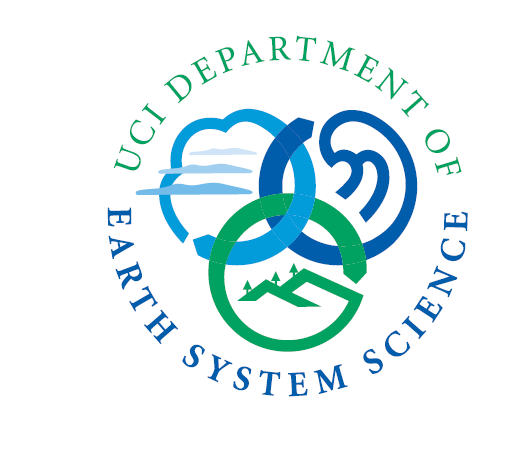 UCI DEPARTMENT OF
EARTH SYSTEM SCIENCE